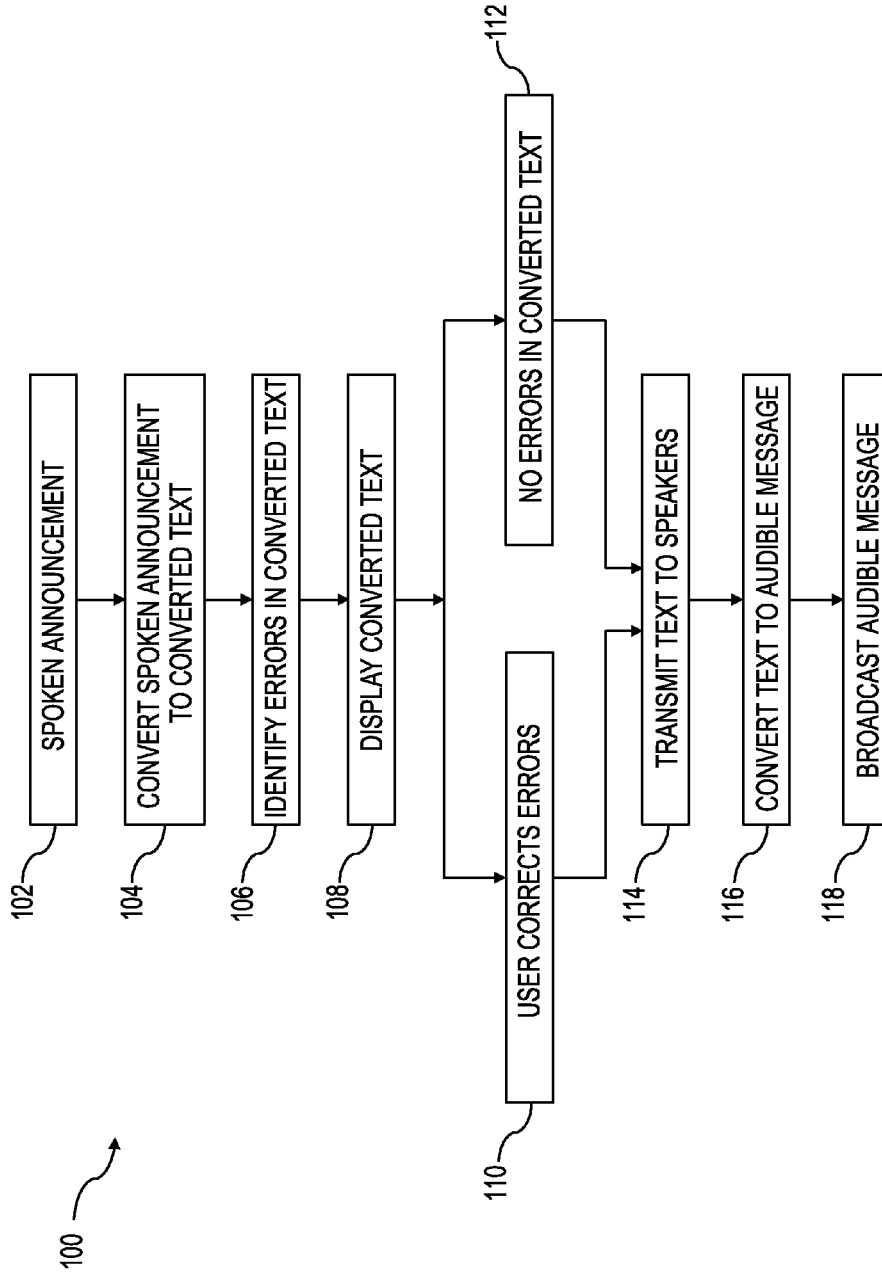 100
102
SPOKEN ANNOUNCEMENT
104
CONVERT SPOKEN ANNOUNCEMENT
TO CONVERTED TEXT
106
IDENTIFY ERRORS IN CONVERTED TEXT
108
DISPLAY CONVERTED TEXT
110
USER CORRECTS ERRORS
112
NO ERRORS IN CONVERTED TEXT
114
TRANSMIT TEXT TO SPEAKERS
116
CONVERT TEXT TO AUDIBLE MESSAGE
118
BROADCAST AUDIBLE MESSAGE